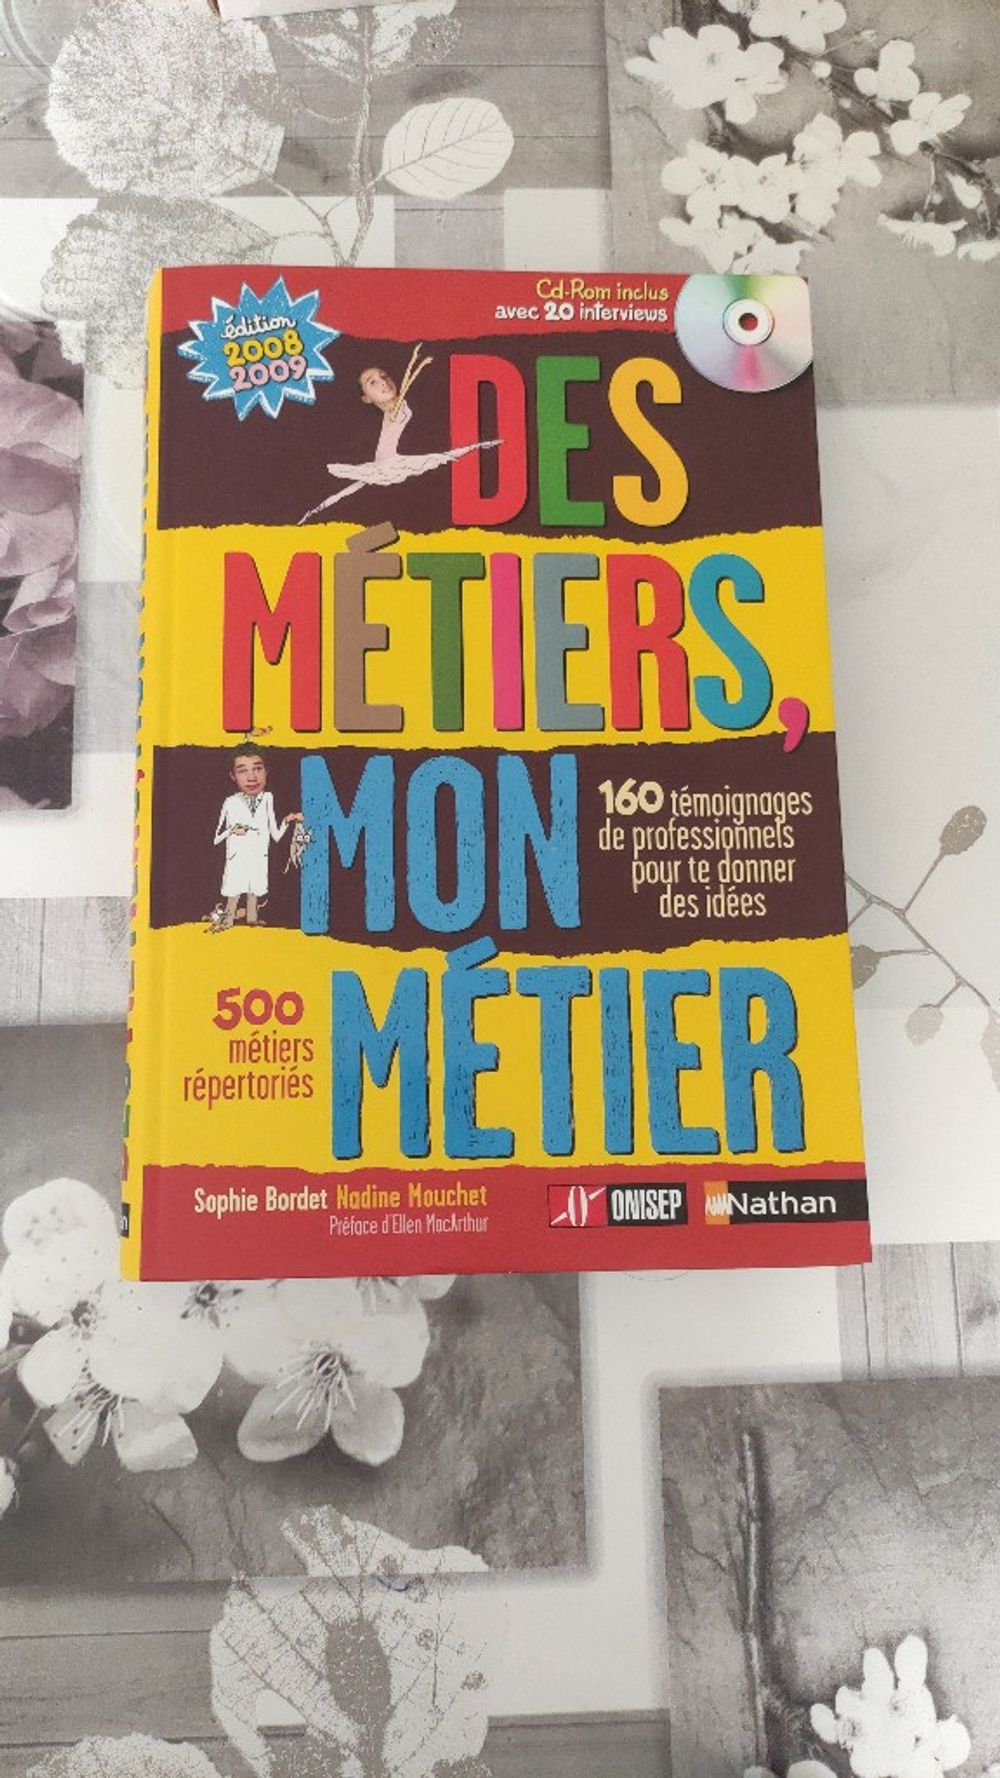 édition
2008
2009
Cd-Rom inclus
avec 20 interviews
DES
MÉTIERS,
MON
160 témoignages
de professionnels
pour te donner
des idées
MÉTIER
500
métiers
répertoriés
Sophie Bordet Nadine Mouchet
Préface d'Ellen MacArthur
ONISEP
Nathan